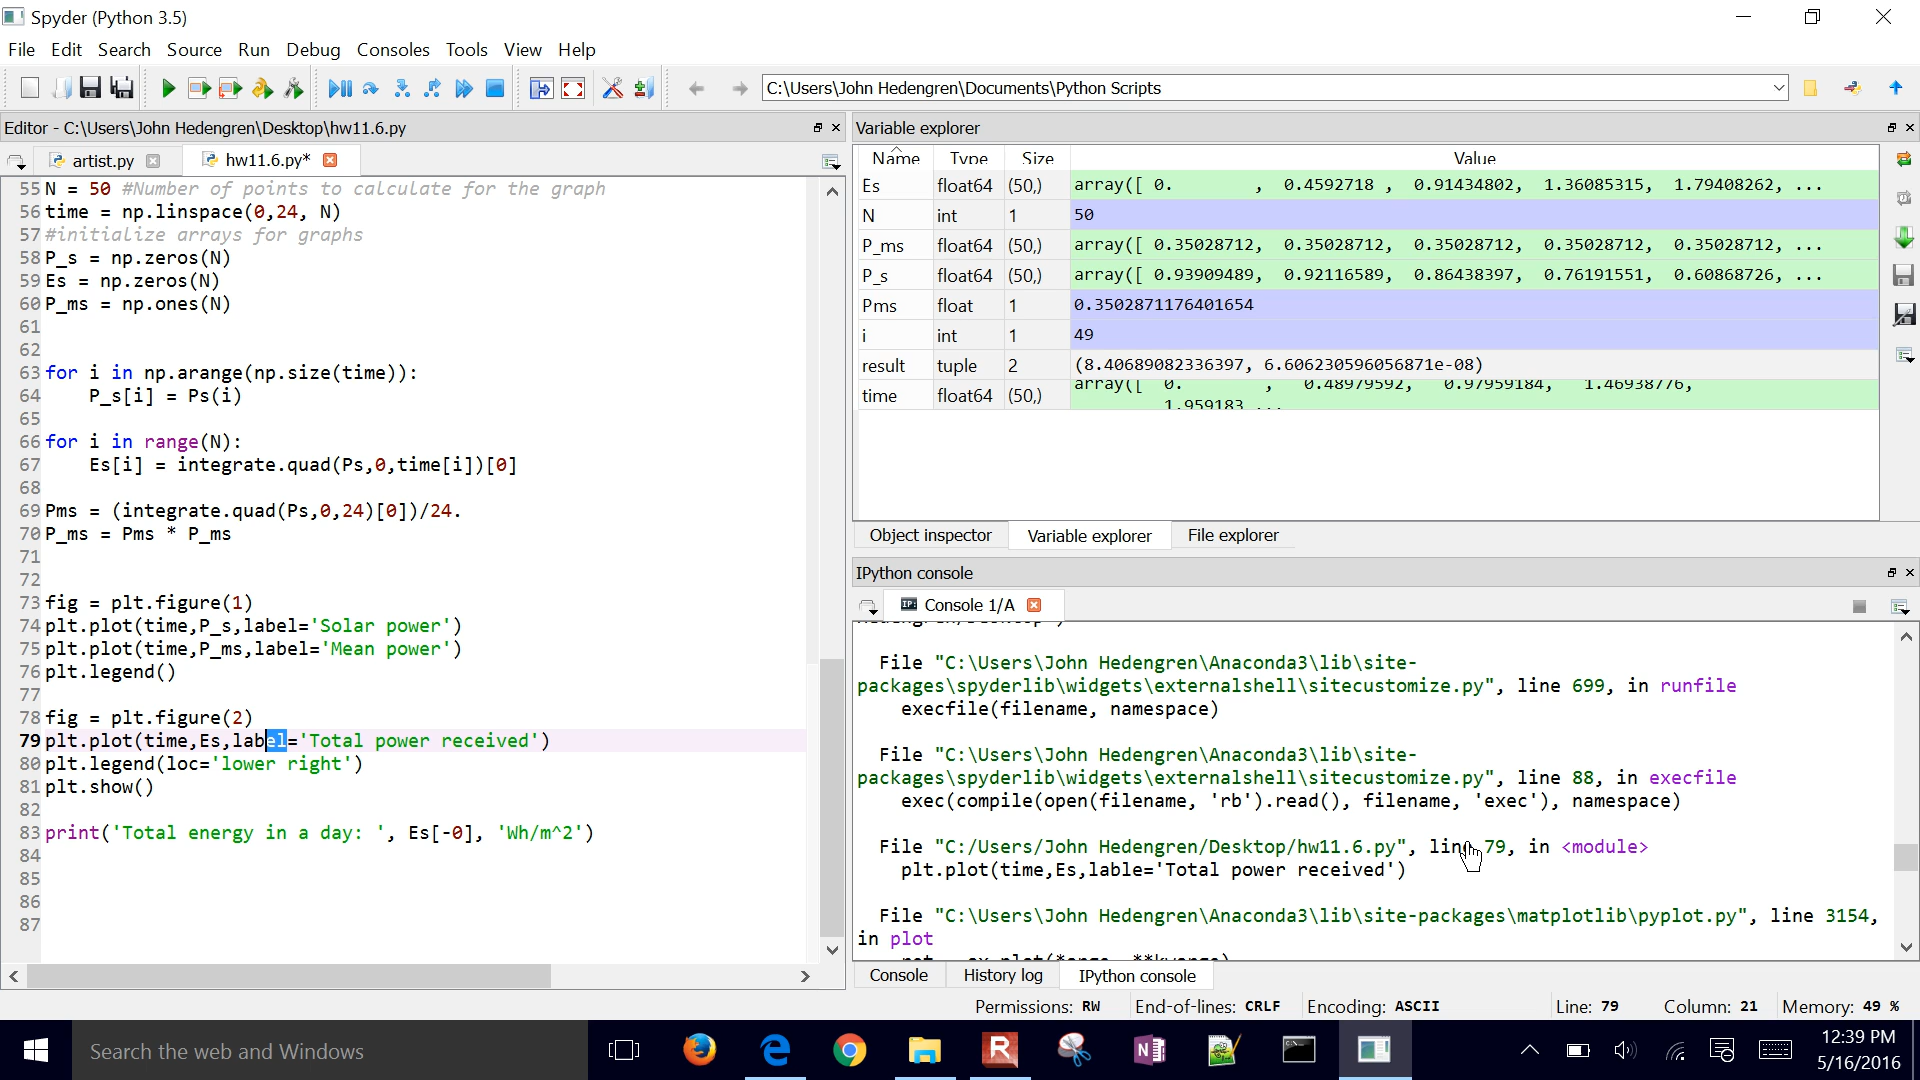 Spyder (Python 3.5)
File Edit Search Source Run Debug Consoles Tools View Help
C:\Users\John Hedengren\Documents\Python Scripts
Editor - C:\Users\John Hedengren\Desktop\hw11.6.py
artist.py hw11.6.py*
55 N = 50 #Number of points to calculate for the graph
56 time = np.linspace(0,24, N)
57 #initialize arrays for graphs
58 P_s = np.zeros(N)
59 Es = np.zeros(N)
60 P_ms = np.ones(N)
61
62
63 for i in np.arange(np.size(time)):
64     P_s[i] = Ps(i)
65
66 for i in range(N):
67     Es[i] = integrate.quad(Ps,0,time[i])[0]
68
69 Pms = (integrate.quad(Ps,0,24)[0])/24.
70 P_ms = Pms * P_ms
71
72
73 fig = plt.figure(1)
74 plt.plot(time,P_s,label='Solar power')
75 plt.plot(time,P_ms,label='Mean power')
76 plt.legend()
77
78 fig = plt.figure(2)
79 plt.plot(time,Es,label='Total power received')
80 plt.legend(loc='lower right')
81 plt.show()
82
83 print('Total energy in a day: ', Es[-0], 'Wh/m^2')
84
85
86
87
Variable explorer
Name Type Size Value
Es float64 (50,) array([ 0. , 0.4592718 , 0.91434802, 1.36085315, 1.79408262, ...
N int 1 50
P_ms float64 (50,) array([ 0.35028712, 0.35028712, 0.35028712, 0.35028712, 0.35028712, ...
P_s float64 (50,) array([ 0.93909489, 0.92116589, 0.86438397, 0.76191551, 0.60868726, ...
Pms float 1 0.3502871176401654
i int 1 49
result tuple 2 (8.40689082336397, 6.606230596056871e-08)
time float64 (50,) array([ 0. , 0.48979592, 0.97959184, 1.46938776,
1.959183 ...
Object inspector Variable explorer File explorer
IPython console
Console 1/A
File "C:\Users\John Hedengren\Anaconda3\lib\site-
packages\spyderlib\widgets\externalshell\sitecustomize.py", line 699, in runfile
execfile(filename, namespace)
File "C:\Users\John Hedengren\Anaconda3\lib\site-
packages\spyderlib\widgets\externalshell\sitecustomize.py", line 88, in execfile
exec(compile(open(filename, 'rb').read(), filename, 'exec'), namespace)
File "C:/Users/John Hedengren/Desktop/hw11.6.py", line 79, in <module>
plt.plot(time,Es,lable='Total power received')
File "C:\Users\John Hedengren\Anaconda3\lib\site-packages\matplotlib\pyplot.py", line 3154,
in plot
Console History log IPython console
Permissions: RW End-of-lines: CRLF Encoding: ASCII Line: 79 Column: 21 Memory: 49 %
Search the web and Windows
12:39 PM
5/16/2016